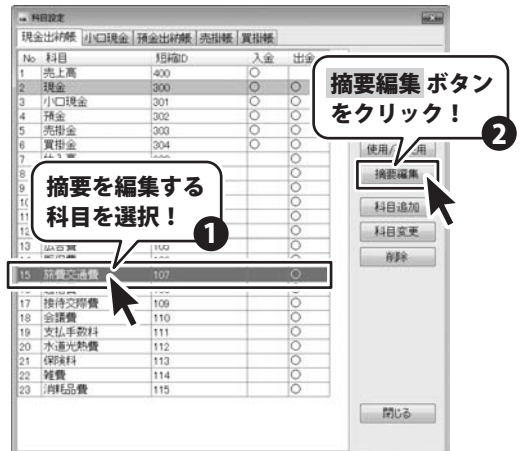 科目設定
現金出納帳 小口現金 預金出納帳 売掛帳 買掛帳
No 科目 短縮ID 入金 出金
1 売上高 400 ○
2 現金 300 ○ ○
3 小口現金 301 ○ ○
4 預金 302 ○ ○
5 売掛金 303 ○ ○
6 買掛金 304 ○ ○
7
8
9
11
12
13
15 旅費交通費 107 ○
17 接待交際費 109 ○
18 会議費 110 ○
19 支払手数料 111 ○
20 水道光熱費 112 ○
21 保険料 113 ○
22 雑費 114 ○
23 消耗品費 115 ○
摘要編集 ボタン
をクリック！
2
摘要を編集する
科目を選択！
1
摘要編集
科目追加
科目変更
削除
閉じる